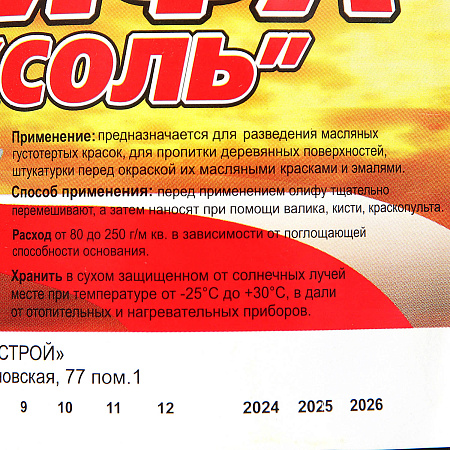 "СОЛЬ"
Применение: предназначается для разведения масляных
густотертых красок, для пропитки деревянных поверхностей,
штукатурки перед окраской их масляными красками и эмалями.
Способ применения: перед применением олифу тщательно
перемешивают, а затем наносят при помощи валика, кисти, краскопульта.
Расход от 80 до 250 г/м кв. в зависимости от поглощающей
способности основания.
Хранить в сухом защищенном от солнечных лучей
месте при температуре от -25°С до +30°С, в дали
от отопительных и нагревательных приборов.
СТРОЙ»
овская, 77 пом.1
9 10 11 12 2024 2025 2026